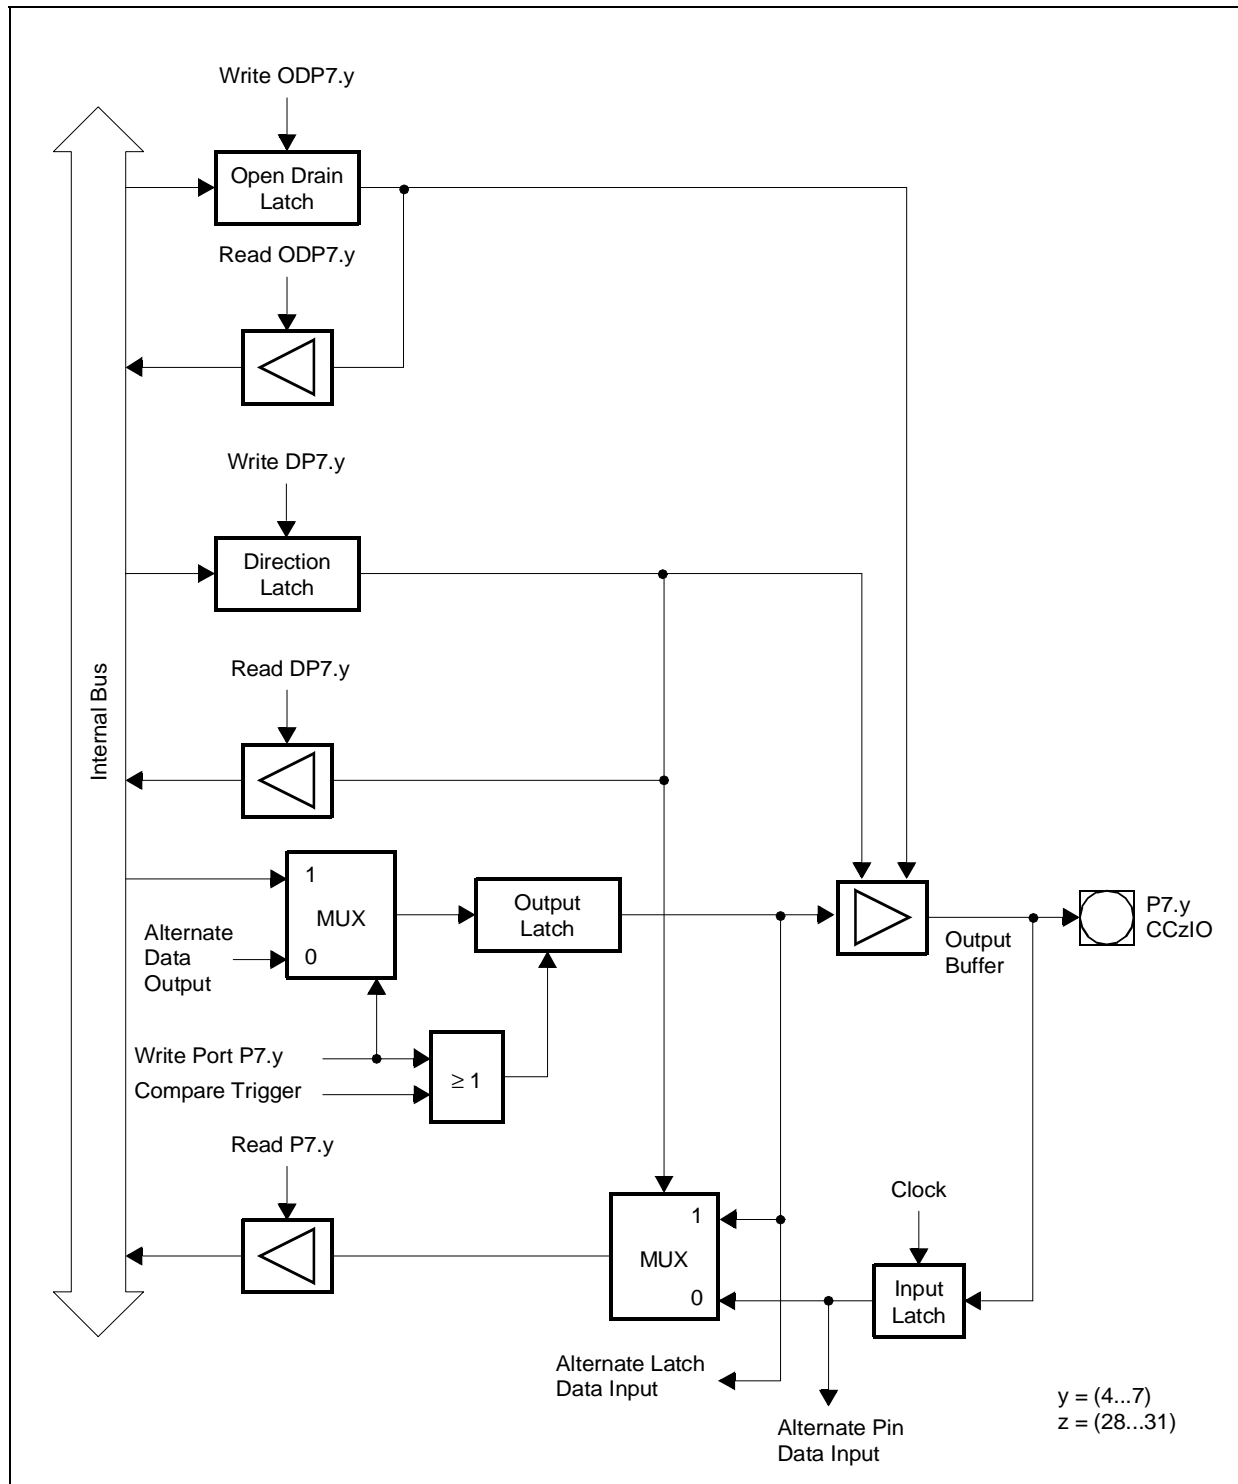 Write ODP7.y
Open Drain
Latch
Read ODP7.y
Write DP7.y
Direction
Latch
Internal Bus
Read DP7.y
1
MUX
0
Alternate
Data
Output
Output
Latch
Output
Buffer
P7.y
CCzIO
Write Port P7.y
Compare Trigger
≥ 1
Read P7.y
1
MUX
0
Clock
Input
Latch
Alternate Latch
Data Input
Alternate Pin
Data Input
y = (4...7)
z = (28...31)